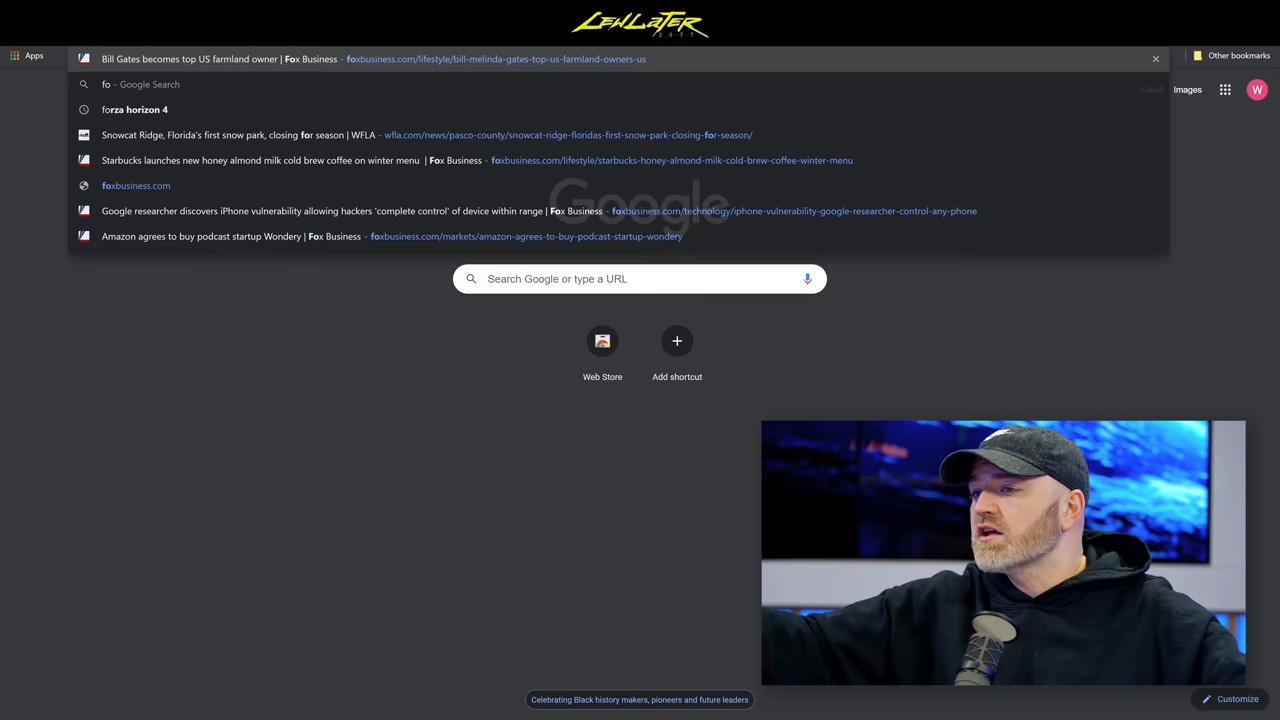 LEWLATER
2077
Apps
Bill Gates becomes top US farmland owner | Fox Business - foxbusiness.com/lifestyle/bill-melinda-gates-top-us-farmland-owners-us
Other bookmarks
fo - Google Search
Gmail Images W
forza horizon 4
Snowcat Ridge, Florida's first snow park, closing for season | WFLA - wfla.com/news/pasco-county/snowcat-ridge-floridas-first-snow-park-closing-for-season/
Starbucks launches new honey almond milk cold brew coffee on winter menu | Fox Business - foxbusiness.com/lifestyle/starbucks-honey-almond-milk-cold-brew-coffee-winter-menu
foxbusiness.com
Google
Google researcher discovers iPhone vulnerability allowing hackers 'complete control' of device within range | Fox Business - foxbusiness.com/technology/iphone-vulnerability-google-researcher-control-any-phone
Amazon agrees to buy podcast startup Wondery | Fox Business - foxbusiness.com/markets/amazon-agrees-to-buy-podcast-startup-wondery
Search Google or type a URL
Web Store
Add shortcut
Celebrating Black history makers, pioneers and future leaders
Customize